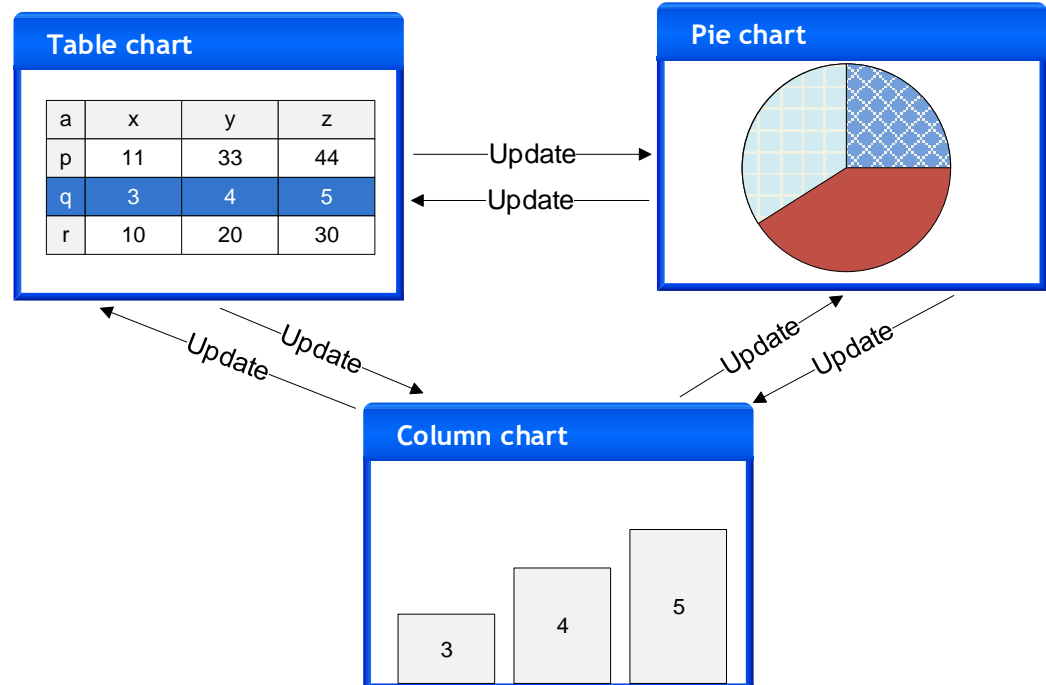 Table chart
Pie chart
a x y z
p 11 33 44
q 3 4 5
r 10 20 30
Update
Update
Update
Update
Update
Update
Column chart
3
4
5